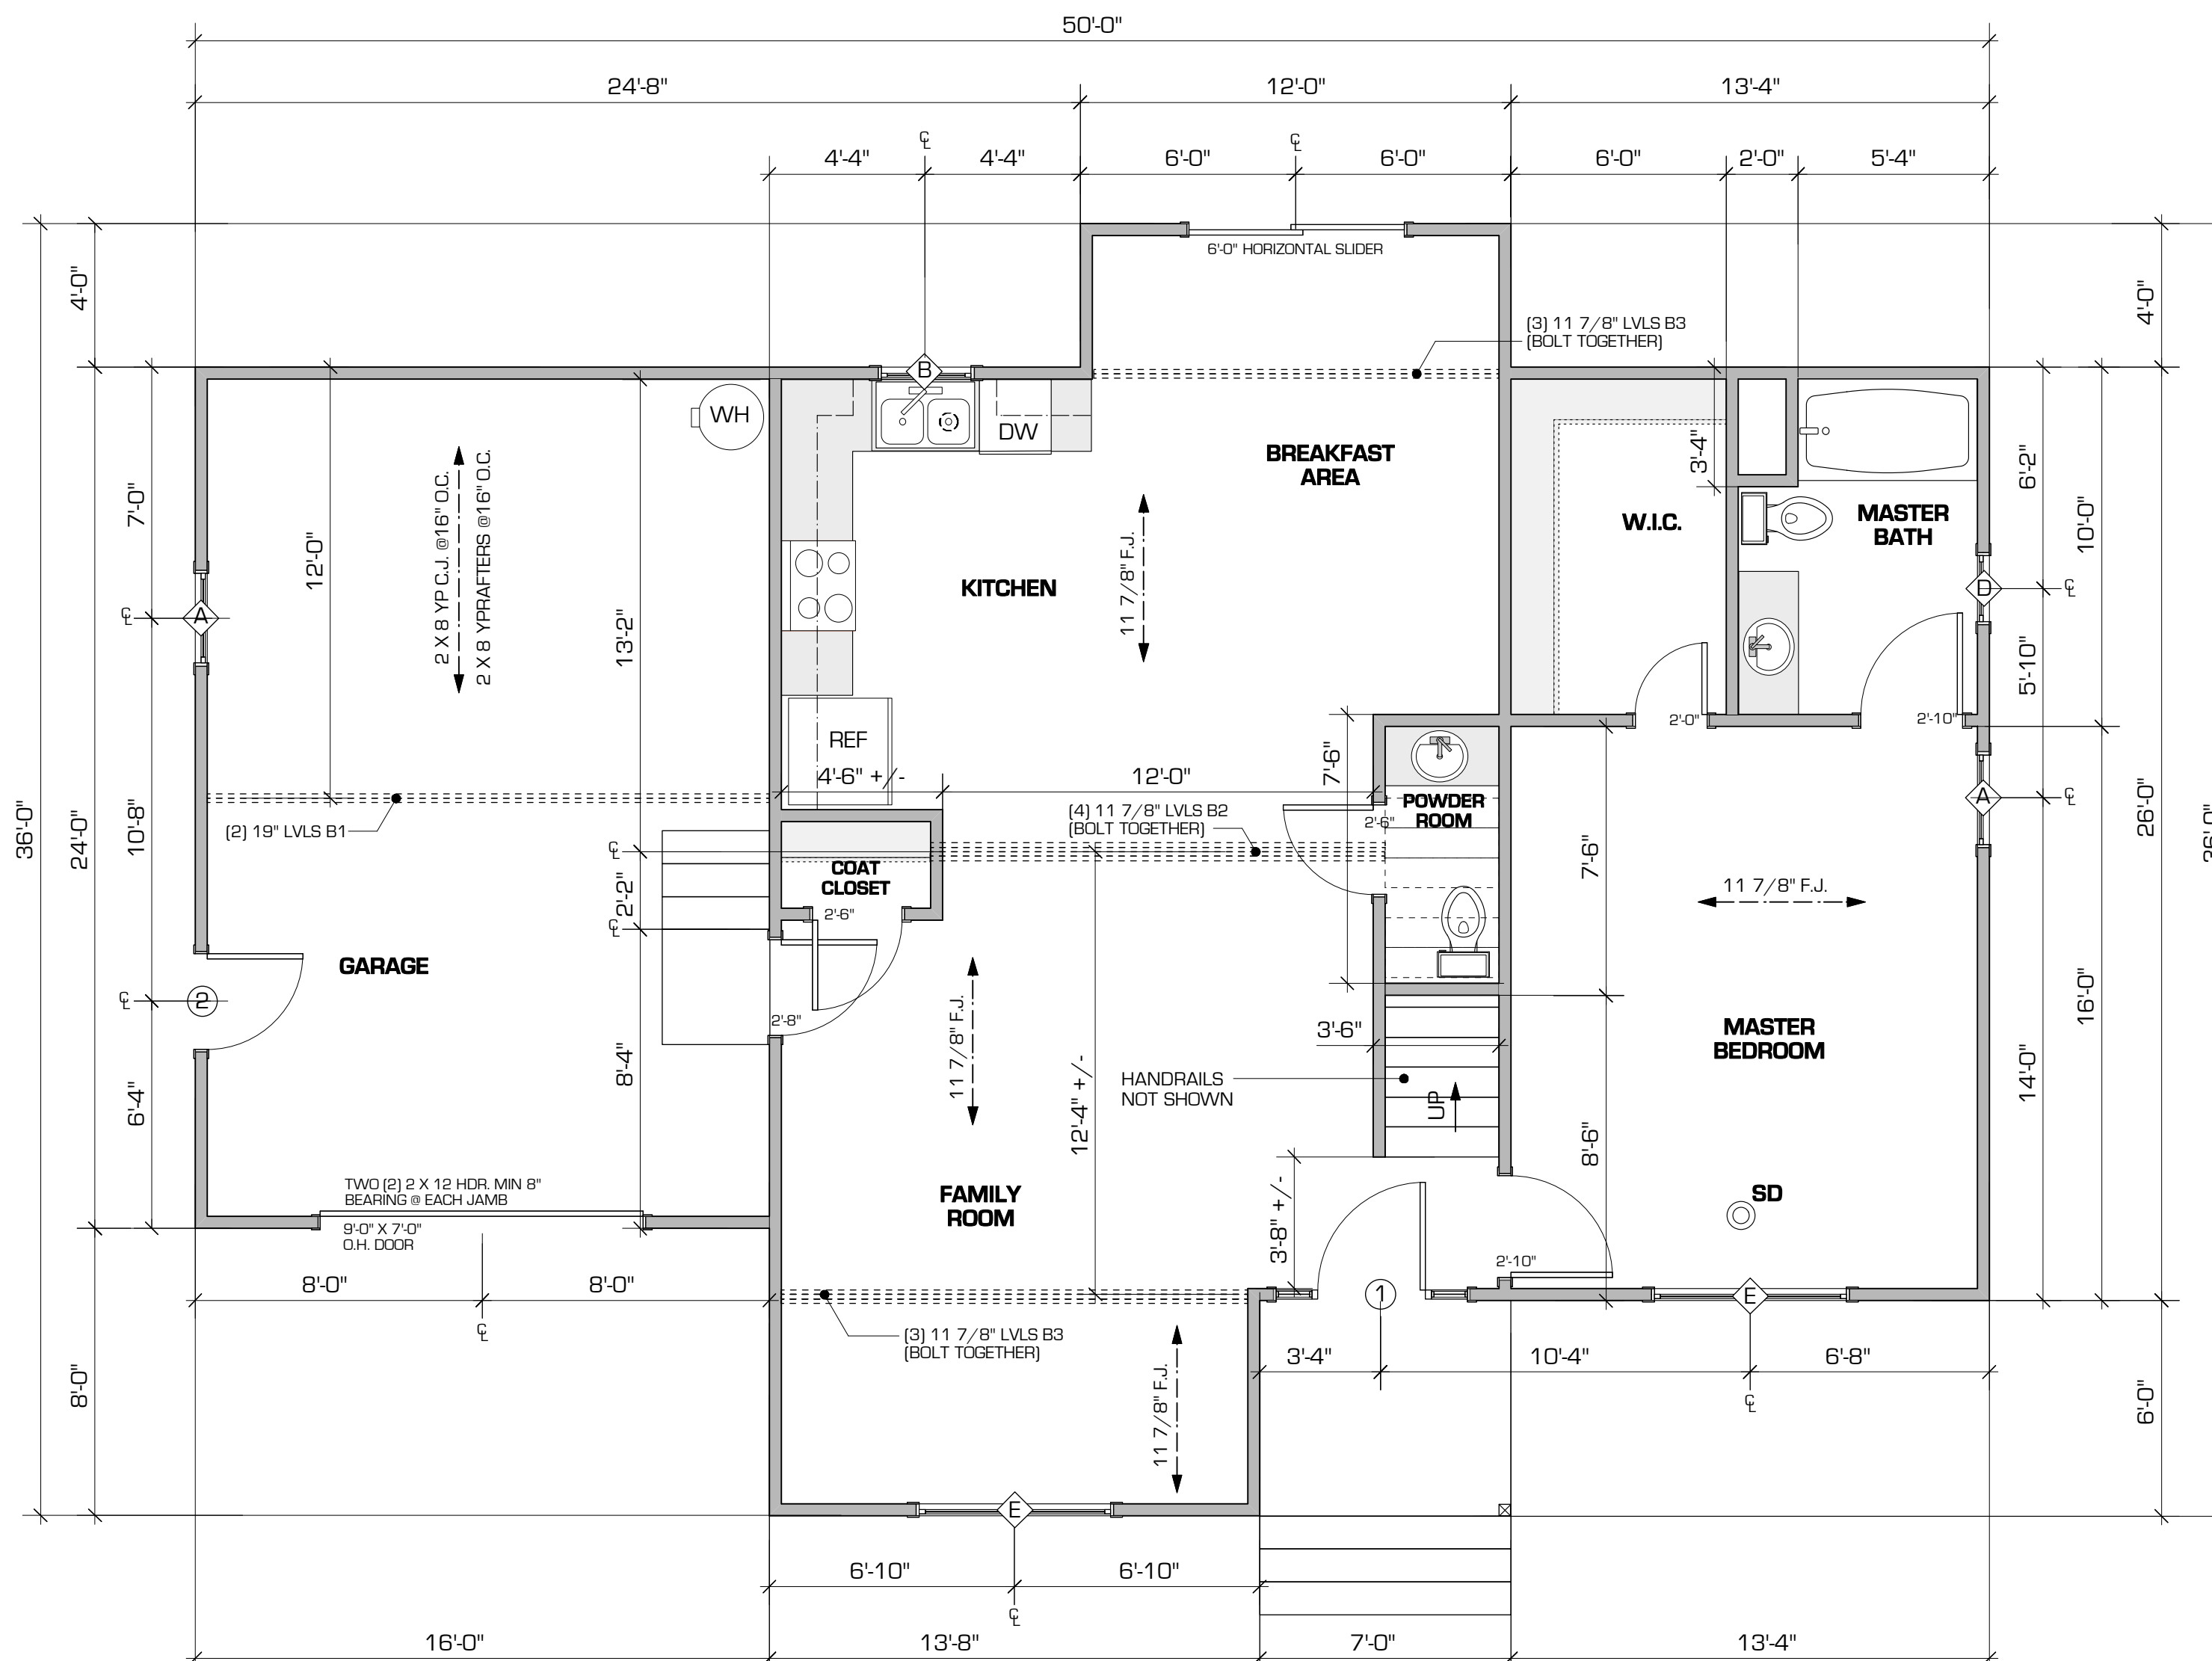 50'-0"
24'-8"
12'-0"
13'-4"
4'-4"
℄
4'-4"
6'-0"
℄
6'-0"
6'-0"
2'-0"
5'-4"
6'-0" HORIZONTAL SLIDER
4'-0"
4'-0"
(3) 11 7/8" LVLS B3
(BOLT TOGETHER)
B
WH
DW
BREAKFAST
AREA
3'-4"
6'-2"
7'-0"
12'-0"
2 X 8 YP C.J. @16" O.C.
2 X 8 YPRAFTERS @16" O.C.
W.I.C.
MASTER
BATH
10'-0"
KITCHEN
11 7/8" F.J.
℄
A
13'-2"
D
℄
5'-10"
2'-0"
2'-10"
REF
4'-6" +/-
12'-0"
7'-6"
A
℄
36'-0"
24'-0"
10'-8"
(2) 19" LVLS B1
(4) 11 7/8" LVLS B2
(BOLT TOGETHER)
2'-6"
POWDER
ROOM
26'-0"
36'-0"
℄
COAT
CLOSET
2'-2"
2'-6"
℄
7'-6"
11 7/8" F.J.
GARAGE
℄
2
2'-8"
11 7/8" F.J.
3'-6"
MASTER
BEDROOM
16'-0"
6'-4"
8'-4"
12'-4" +/-
HANDRAILS
NOT SHOWN
UP
8'-6"
14'-0"
TWO (2) 2 X 12 HDR. MIN 8"
BEARING @ EACH JAMB
9'-0" X 7'-0"
O.H. DOOR
FAMILY
ROOM
3'-8" +/-
SD
2'-10"
8'-0"
8'-0"
℄
1
E
(3) 11 7/8" LVLS B3
(BOLT TOGETHER)
11 7/8" F.J.
3'-4"
10'-4"
6'-8"
℄
8'-0"
6'-0"
E
6'-10"
6'-10"
℄
16'-0"
13'-8"
7'-0"
13'-4"